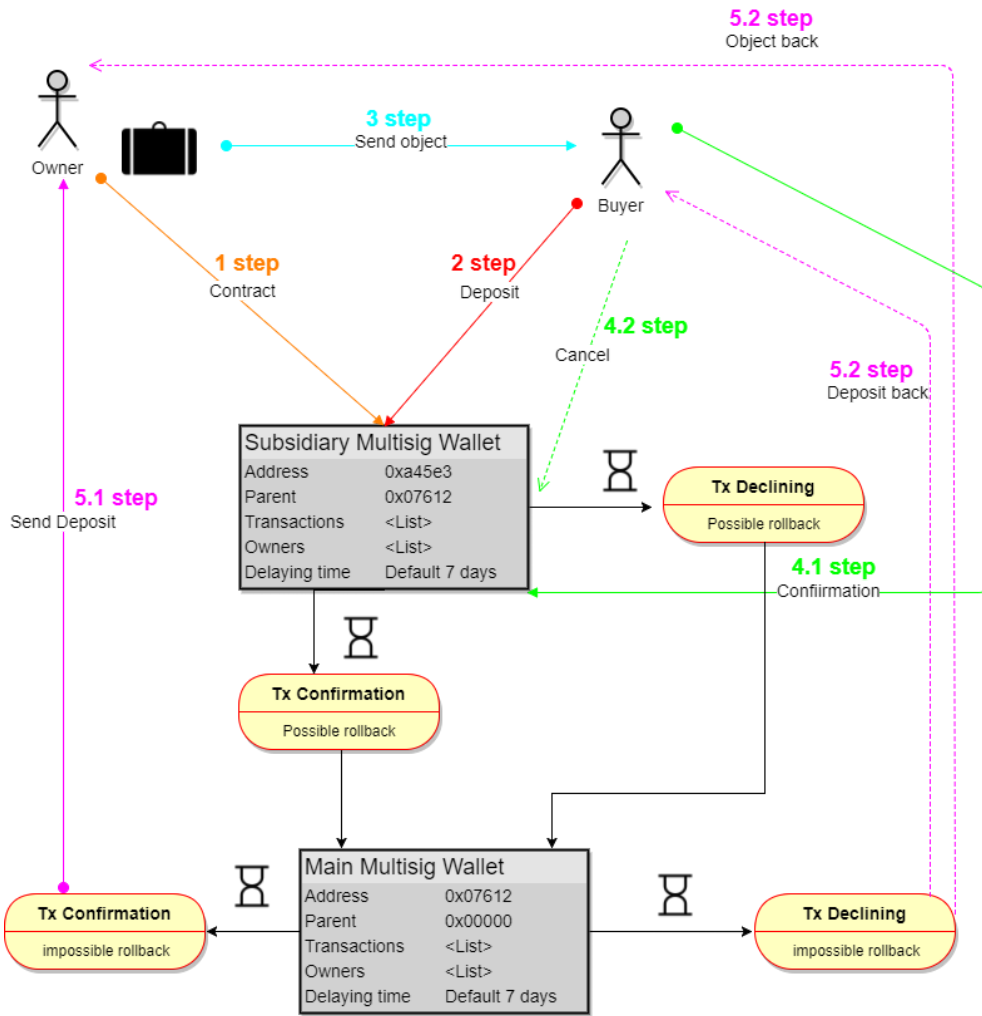 5.2 step
Object back
3 step
Send object
Owner
Buyer
1 step
Contract
2 step
Deposit
4.2 step
Cancel
5.2 step
Deposit back
Subsidiary Multisig Wallet
Address 0xa45e3
Parent 0x07612
Transactions <List>
Owners <List>
Delaying time Default 7 days
Tx Declining
Possible rollback
5.1 step
Send Deposit
4.1 step
Confiirmation
Tx Confirmation
Possible rollback
Main Multisig Wallet
Address 0x07612
Parent 0x00000
Transactions <List>
Owners <List>
Delaying time Default 7 days
Tx Confirmation
impossible rollback
Tx Declining
impossible rollback